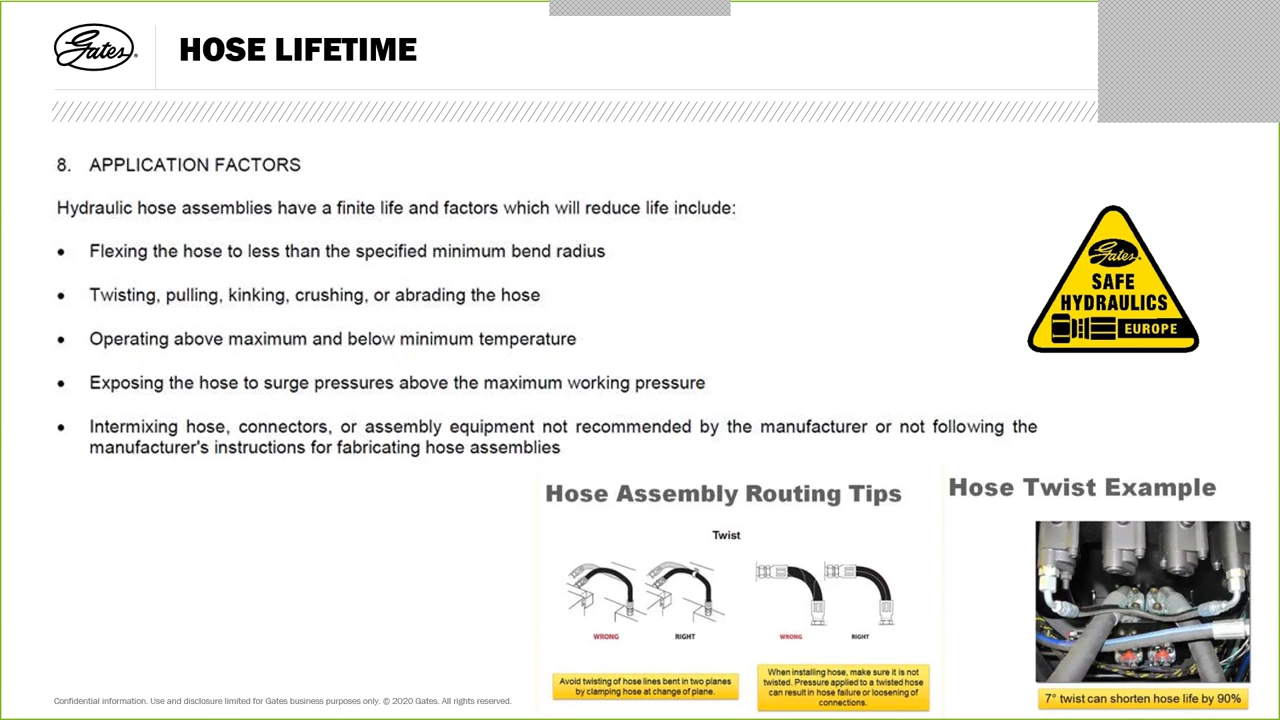 Gates
HOSE LIFETIME
8. APPLICATION FACTORS
Hydraulic hose assemblies have a finite life and factors which will reduce life include:
• Flexing the hose to less than the specified minimum bend radius
• Twisting, pulling, kinking, crushing, or abrading the hose
• Operating above maximum and below minimum temperature
• Exposing the hose to surge pressures above the maximum working pressure
• Intermixing hose, connectors, or assembly equipment not recommended by the manufacturer or not following the
manufacturer's instructions for fabricating hose assemblies
Gates
SAFE
HYDRAULICS
EUROPE
Hose Assembly Routing Tips
Twist
WRONG RIGHT WRONG RIGHT
Avoid twisting of hose lines bent in two planes
by clamping hose at change of plane.
When installing hose, make sure it is not
twisted. Pressure applied to a twisted hose
can result in hose failure or loosening of
connections.
Hose Twist Example
7° twist can shorten hose life by 90%
Confidential information. Use and disclosure limited for Gates business purposes only. © 2020 Gates. All rights reserved.